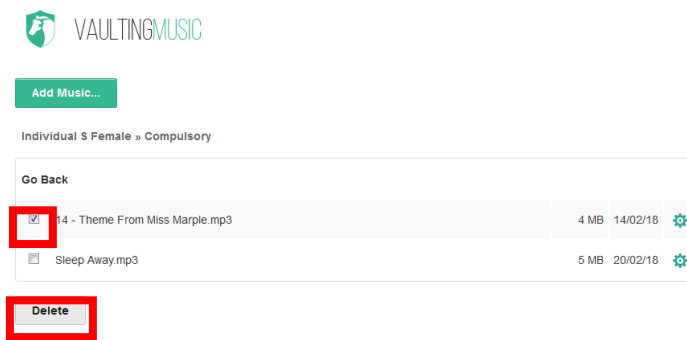 VAULTINGMUSIC
Add Music...
Individual S Female » Compulsory
Go Back
14 - Theme From Miss Marple.mp3 4 MB 14/02/18
Sleep Away.mp3 5 MB 20/02/18
Delete